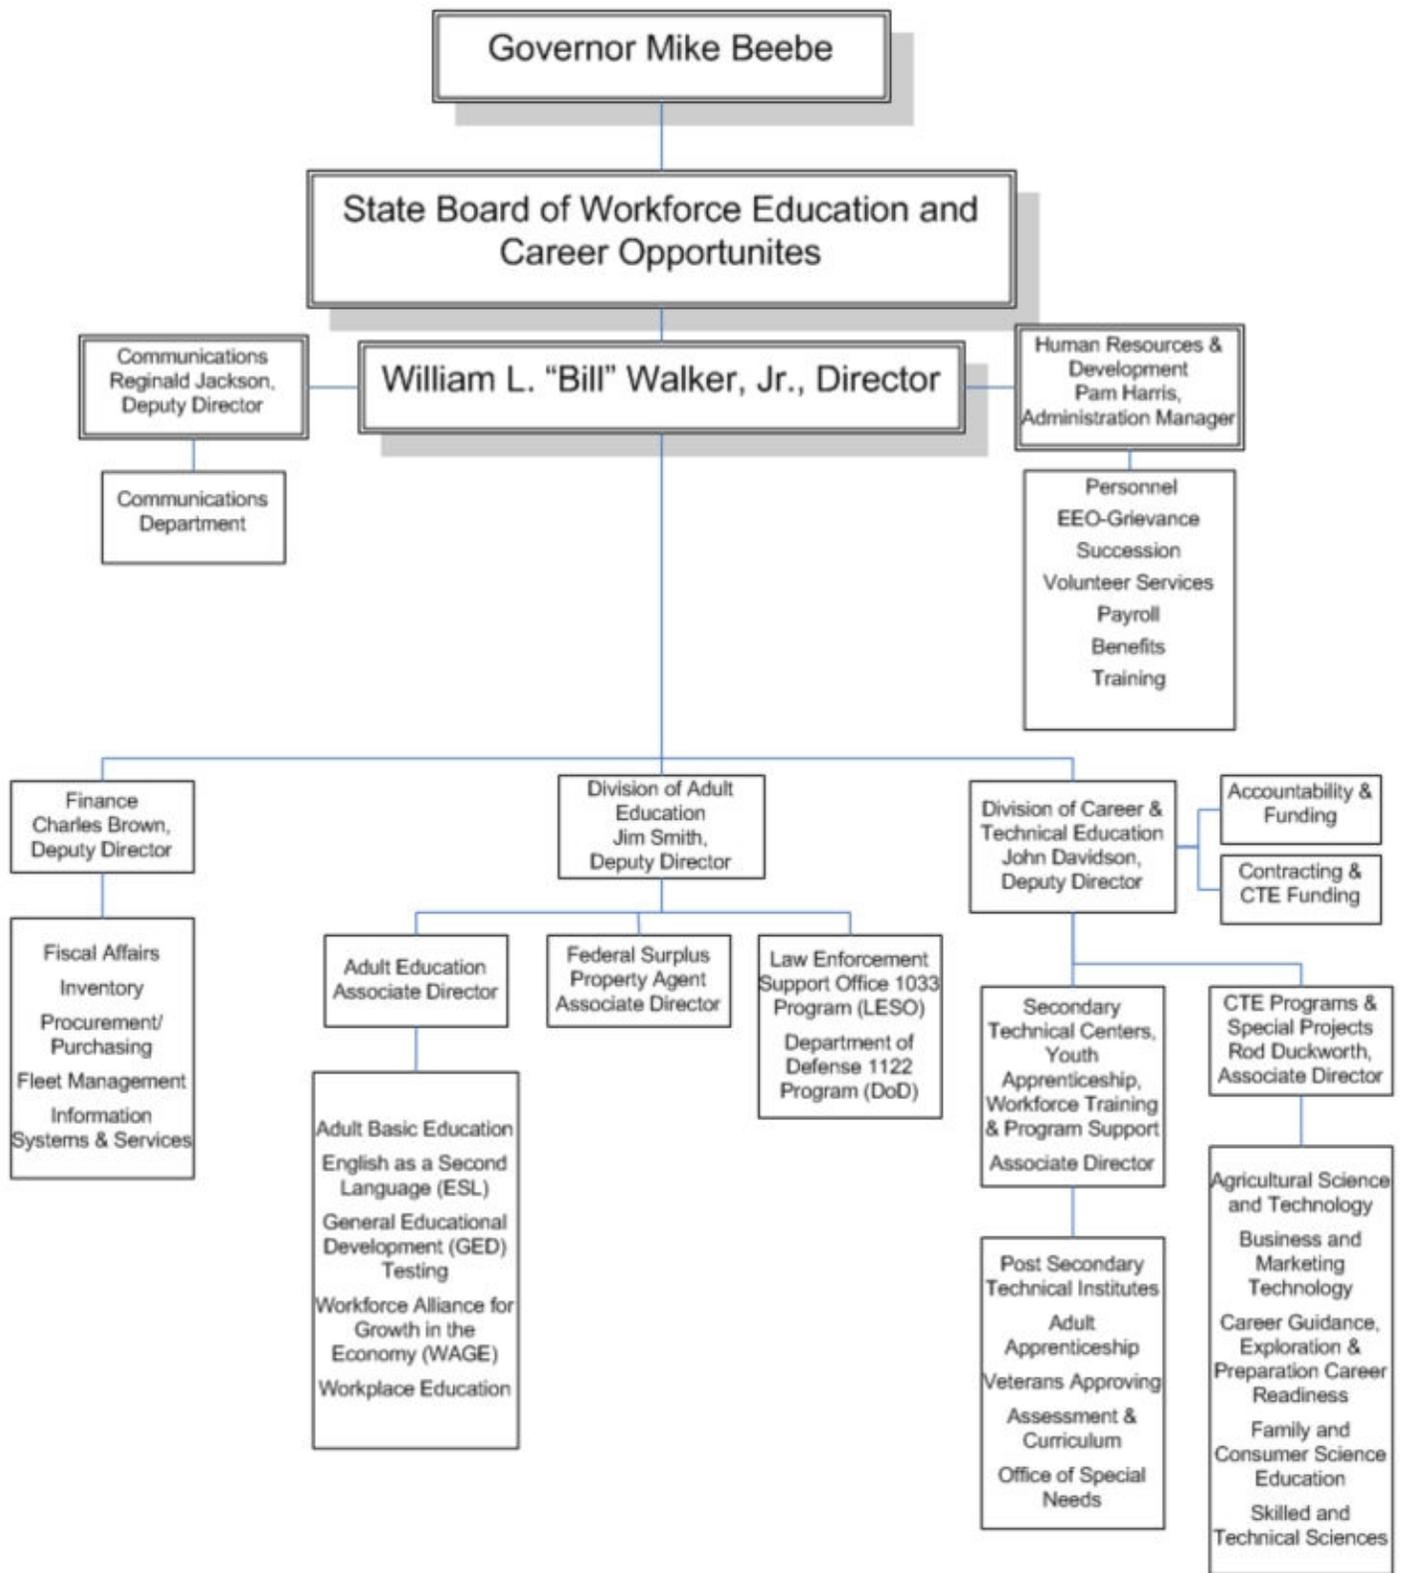 Governor Mike Beebe
State Board of Workforce Education and
Career Opportunites
Communications
Reginald Jackson,
Deputy Director
William L. “Bill” Walker, Jr., Director
Human Resources &
Development
Pam Harris,
Administration Manager
Communications
Department
Personnel
EEO-Grievance
Succession
Volunteer Services
Payroll
Benefits
Training
Finance
Charles Brown,
Deputy Director
Fiscal Affairs
Inventory
Procurement/
Purchasing
Fleet Management
Information
Systems & Services
Division of Adult
Education
Jim Smith,
Deputy Director
Adult Education
Associate Director
Adult Basic Education
English as a Second
Language (ESL)
General Educational
Development (GED)
Testing
Workforce Alliance for
Growth in the
Economy (WAGE)
Workplace Education
Federal Surplus
Property Agent
Associate Director
Law Enforcement
Support Office 1033
Program (LESO)
Department of
Defense 1122
Program (DoD)
Division of Career &
Technical Education
John Davidson,
Deputy Director
Accountability &
Funding
Contracting &
CTE Funding
Secondary
Technical Centers,
Youth
Apprenticeship,
Workforce Training
& Program Support
Associate Director
Post Secondary
Technical Institutes
Adult
Apprenticeship
Veterans Approving
Assessment &
Curriculum
Office of Special
Needs
CTE Programs &
Special Projects
Rod Duckworth,
Associate Director
Agricultural Science
and Technology
Business and
Marketing
Technology
Career Guidance,
Exploration &
Preparation Career
Readiness
Family and
Consumer Science
Education
Skilled and
Technical Sciences